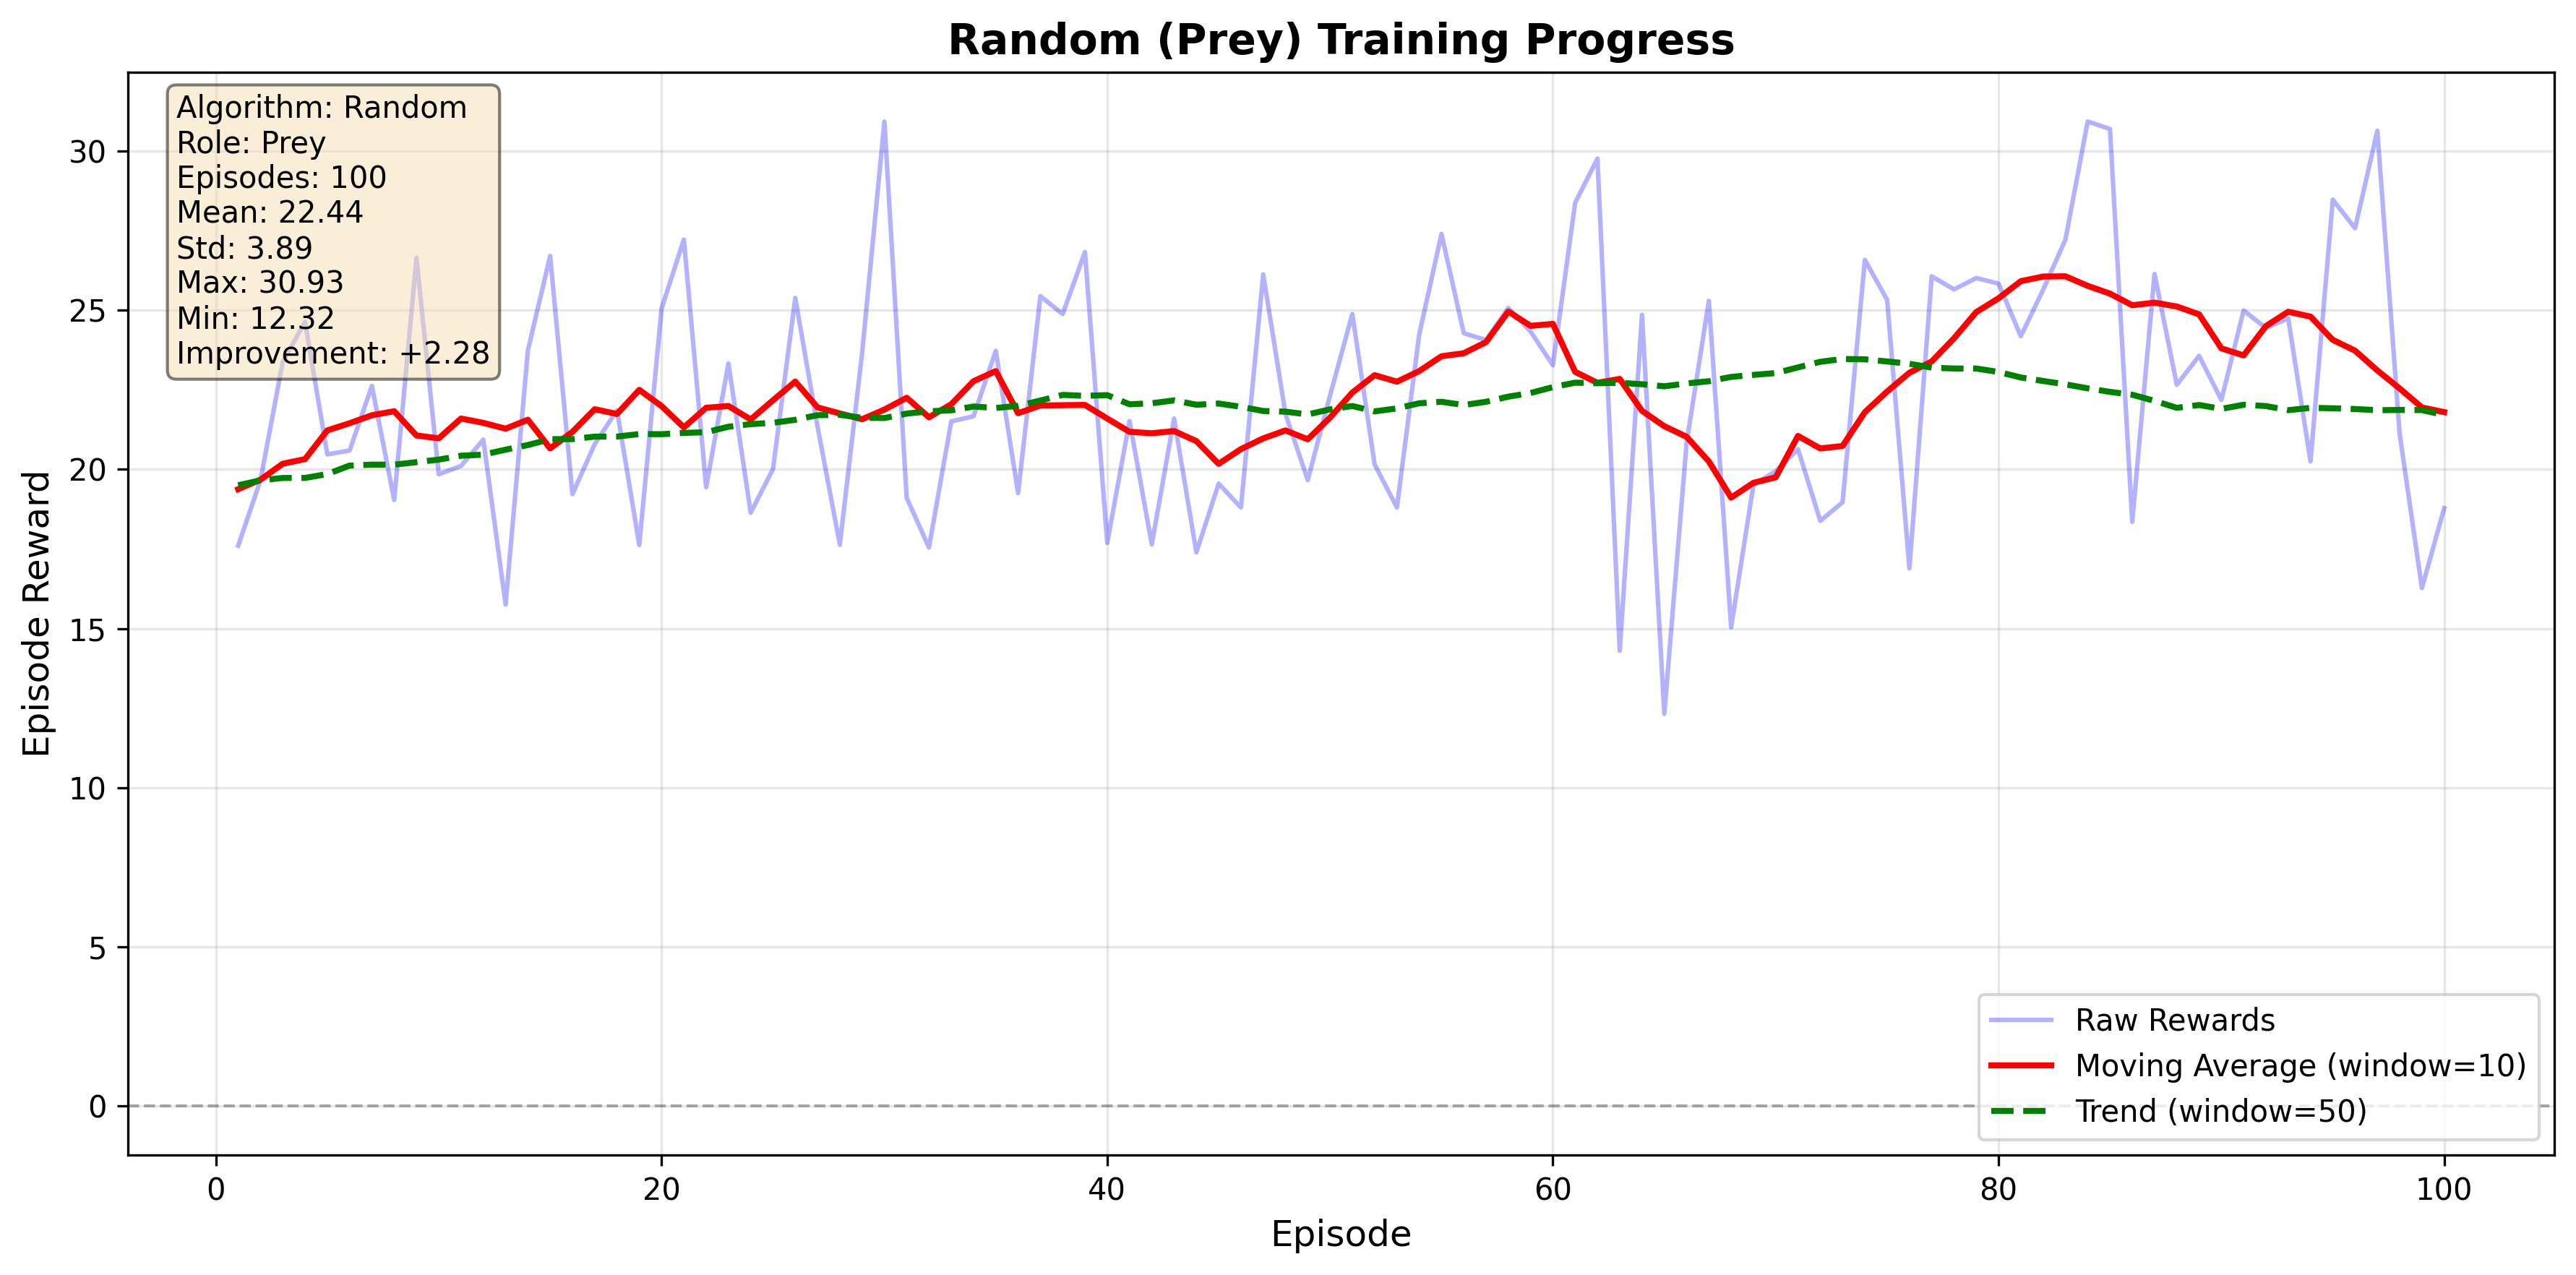 Random (Prey) Training Progress
Algorithm: Random
Role: Prey
Episodes: 100
Mean: 22.44
Std: 3.89
Max: 30.93
Min: 12.32
Improvement: +2.28
Episode Reward
30
25
20
15
10
5
0
Raw Rewards
Moving Average (window=10)
Trend (window=50)
0 20 40 60 80 100
Episode